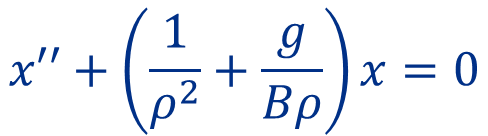 x′′ + (1/ρ² + g/Bρ) x = 0